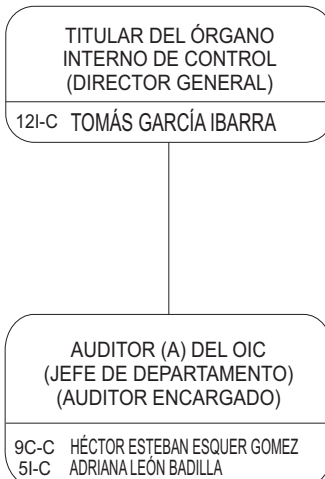 TITULAR DEL ÓRGANO
INTERNO DE CONTROL
(DIRECTOR GENERAL)
12I-C TOMÁS GARCÍA IBARRA
AUDITOR (A) DEL OIC
(JEFE DE DEPARTAMENTO)
(AUDITOR ENCARGADO)
9C-C HÉCTOR ESTEBAN ESQUER GOMEZ
5I-C ADRIANA LEÓN BADILLA